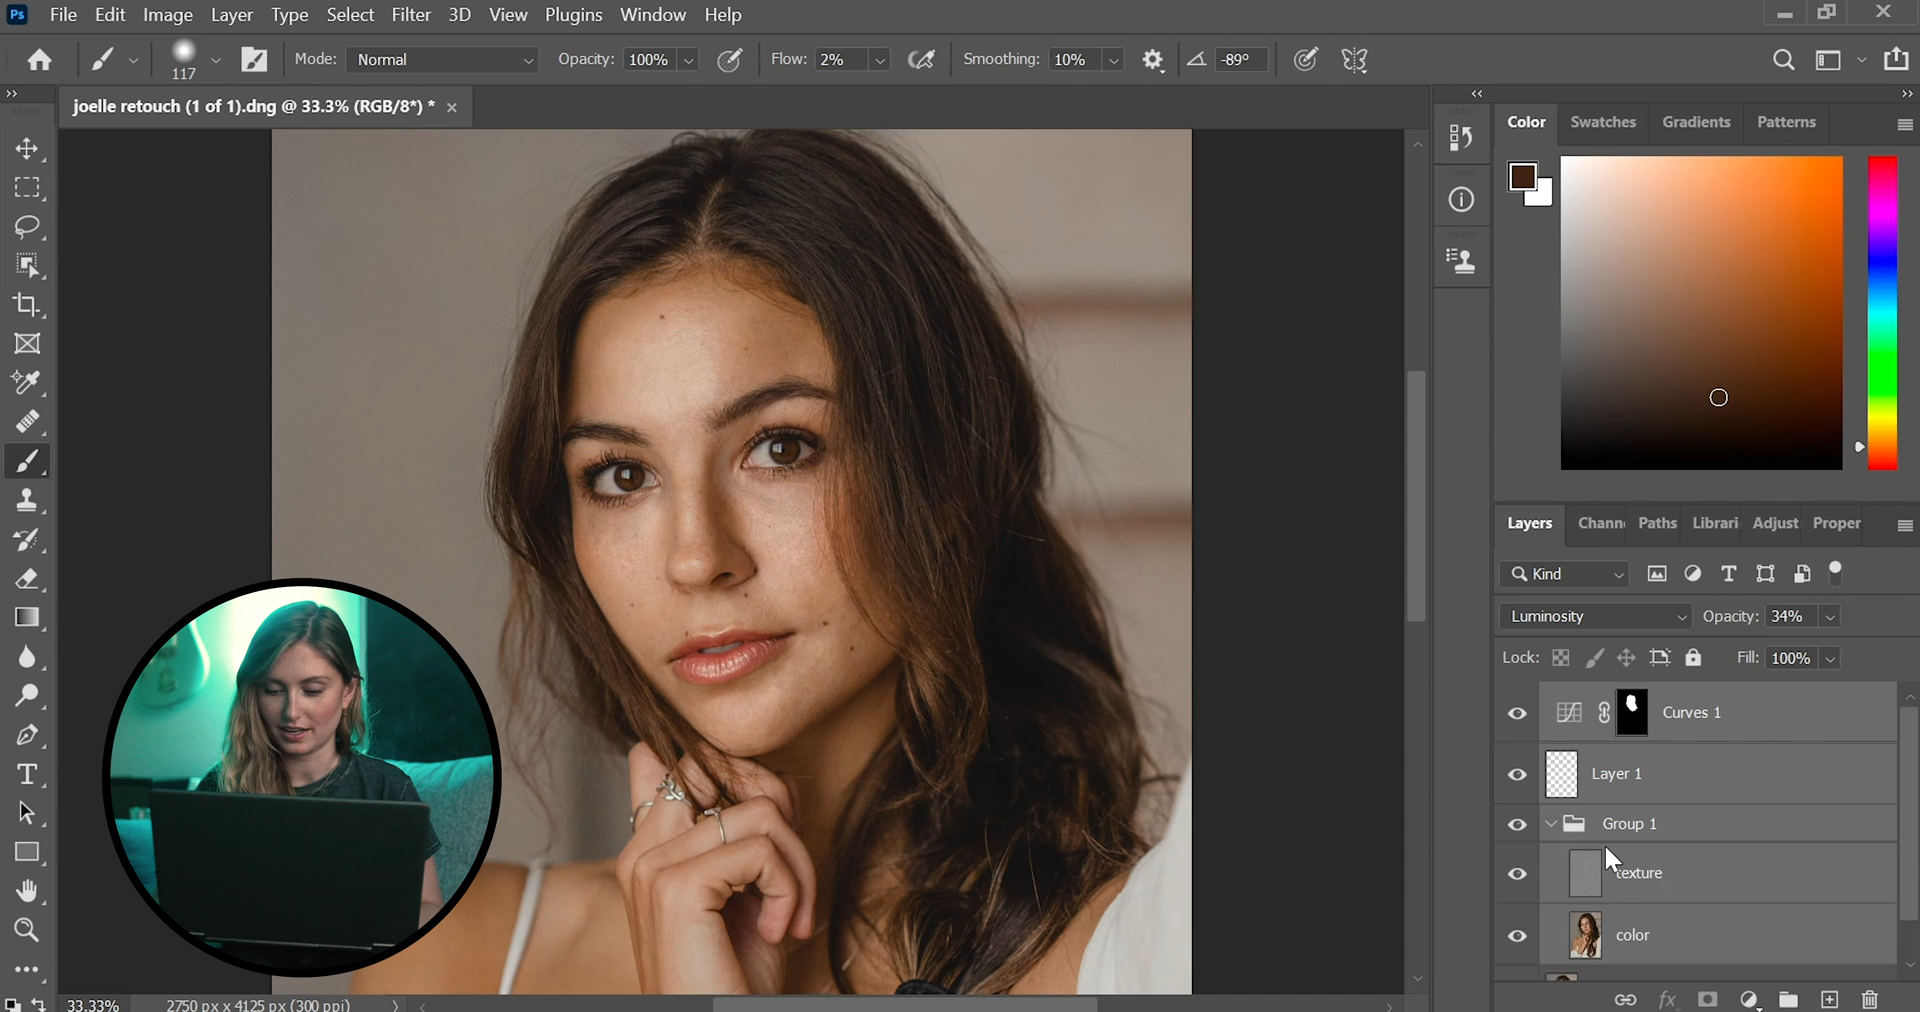 Ps File Edit Image Layer Type Select Filter 3D View Plugins Window Help
117 Mode: Normal Opacity: 100% Flow: 2% Smoothing: 10% -89°
joelle retouch (1 of 1).dng @ 33.3% (RGB/8*) *
Color Swatches Gradients Patterns
Layers Chann Paths Librari Adjust Proper
Kind
Luminosity Opacity: 34%
Lock: Fill: 100%
Curves 1
Layer 1
Group 1
texture
color
33.33% 2750 px x 4125 px (300 ppi)
fx